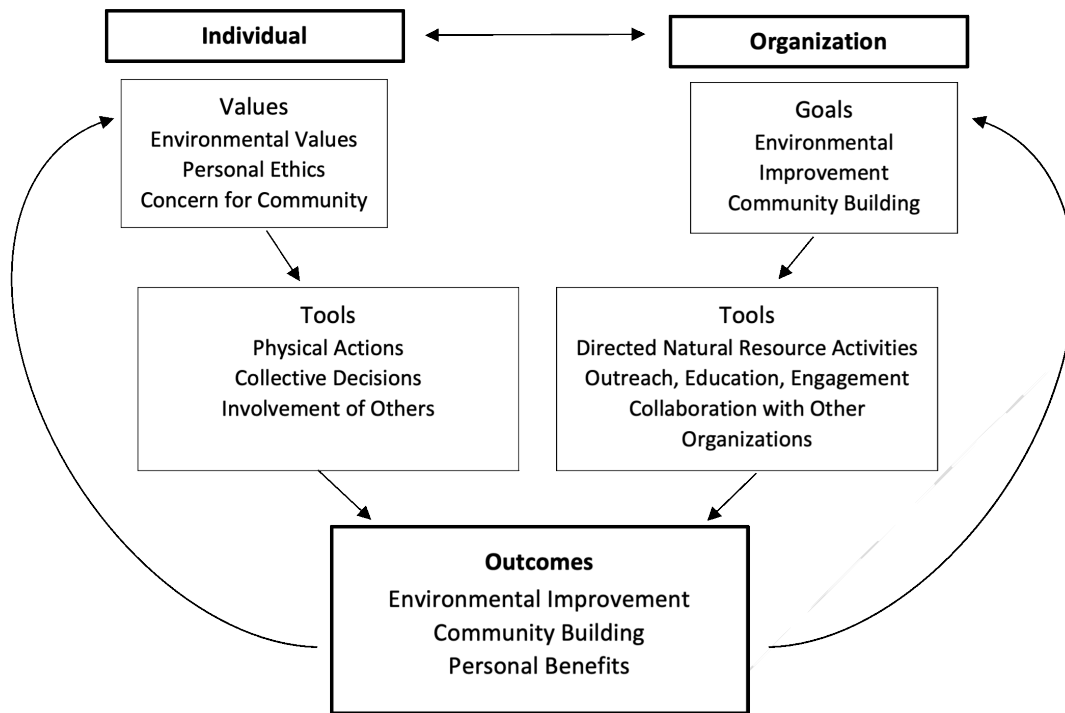 Individual
Organization
Values
Environmental Values
Personal Ethics
Concern for Community
Goals
Environmental
Improvement
Community Building
Tools
Physical Actions
Collective Decisions
Involvement of Others
Tools
Directed Natural Resource Activities
Outreach, Education, Engagement
Collaboration with Other
Organizations
Outcomes
Environmental Improvement
Community Building
Personal Benefits